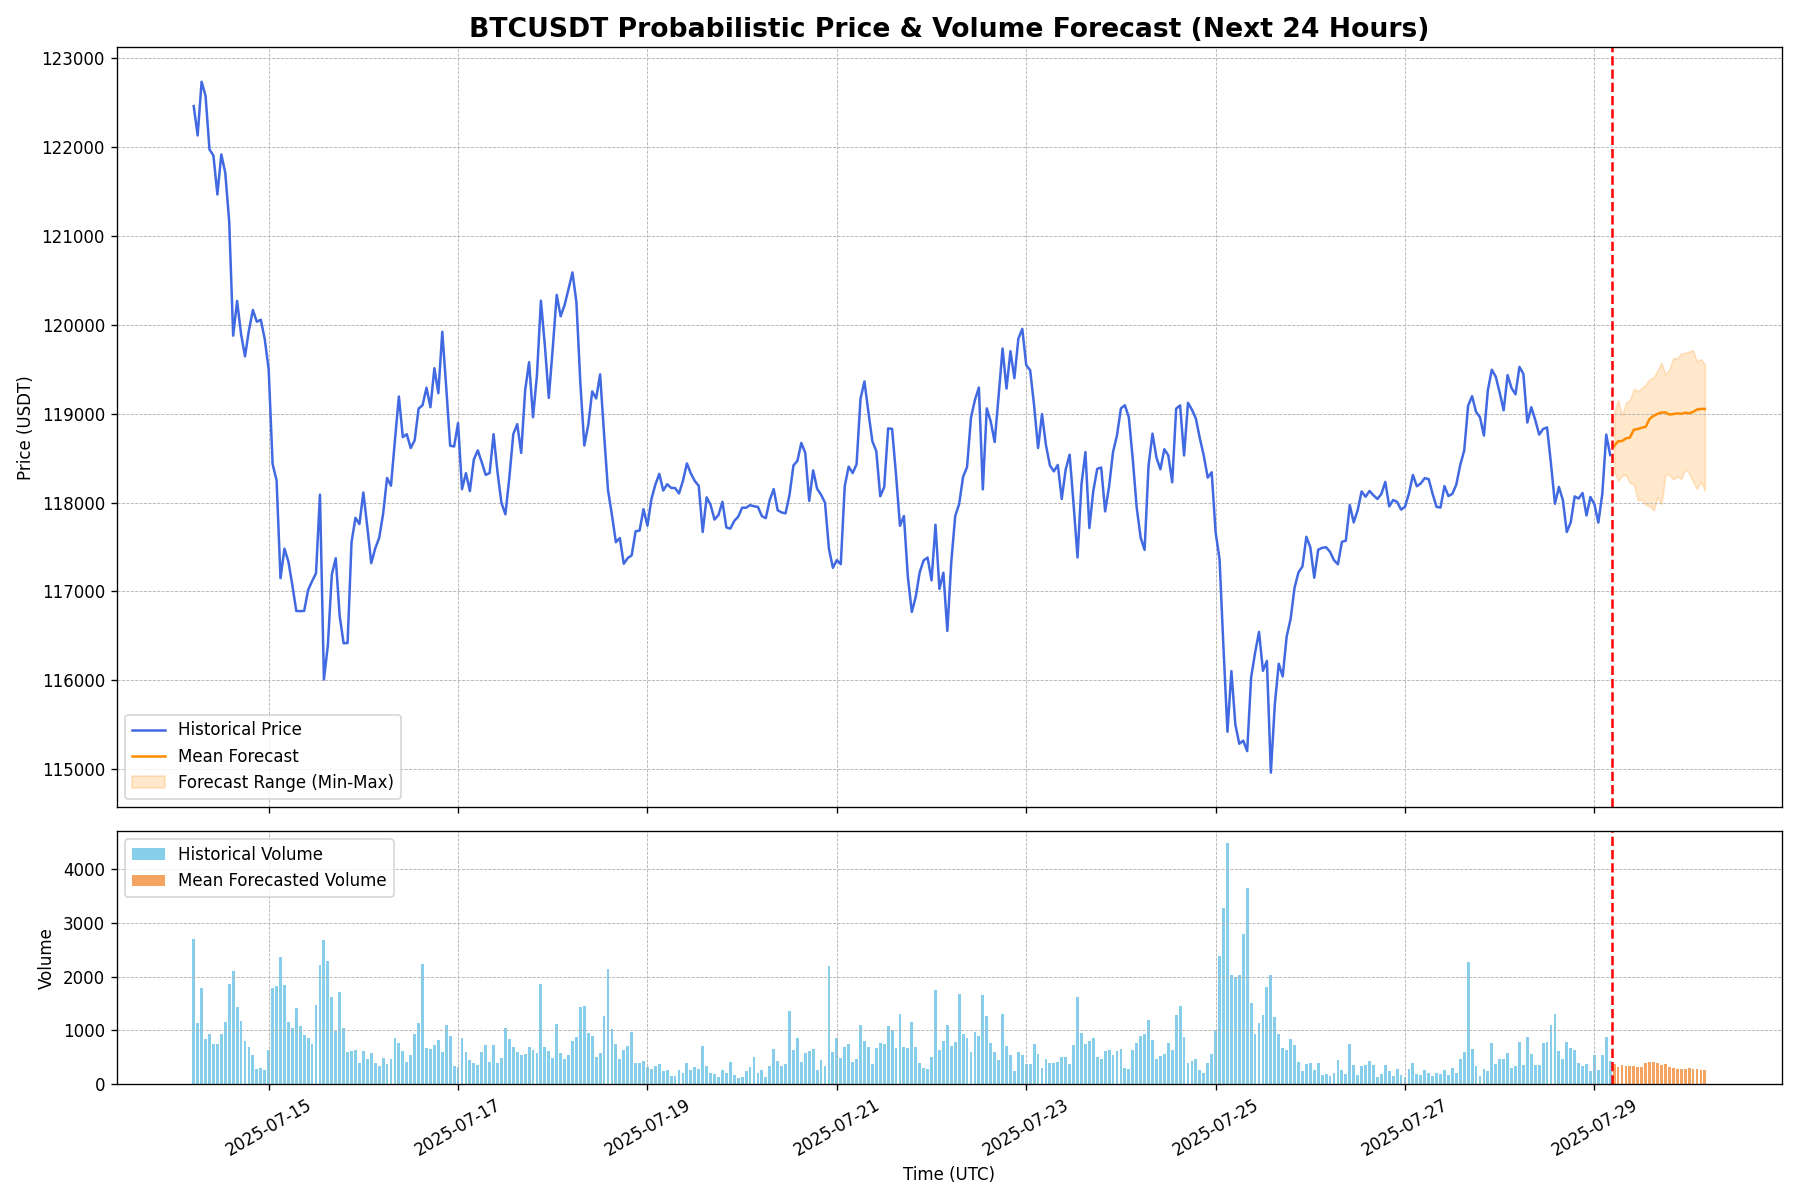 BTCUSDT Probabilistic Price & Volume Forecast (Next 24 Hours)
123000
122000
121000
120000
119000
118000
117000
116000
115000
Price (USDT)
Historical Price
Mean Forecast
Forecast Range (Min-Max)
Historical Volume
Mean Forecasted Volume
4000
3000
2000
1000
0
Volume
2025-07-15
2025-07-17
2025-07-19
2025-07-21
2025-07-23
2025-07-25
2025-07-27
2025-07-29
Time (UTC)